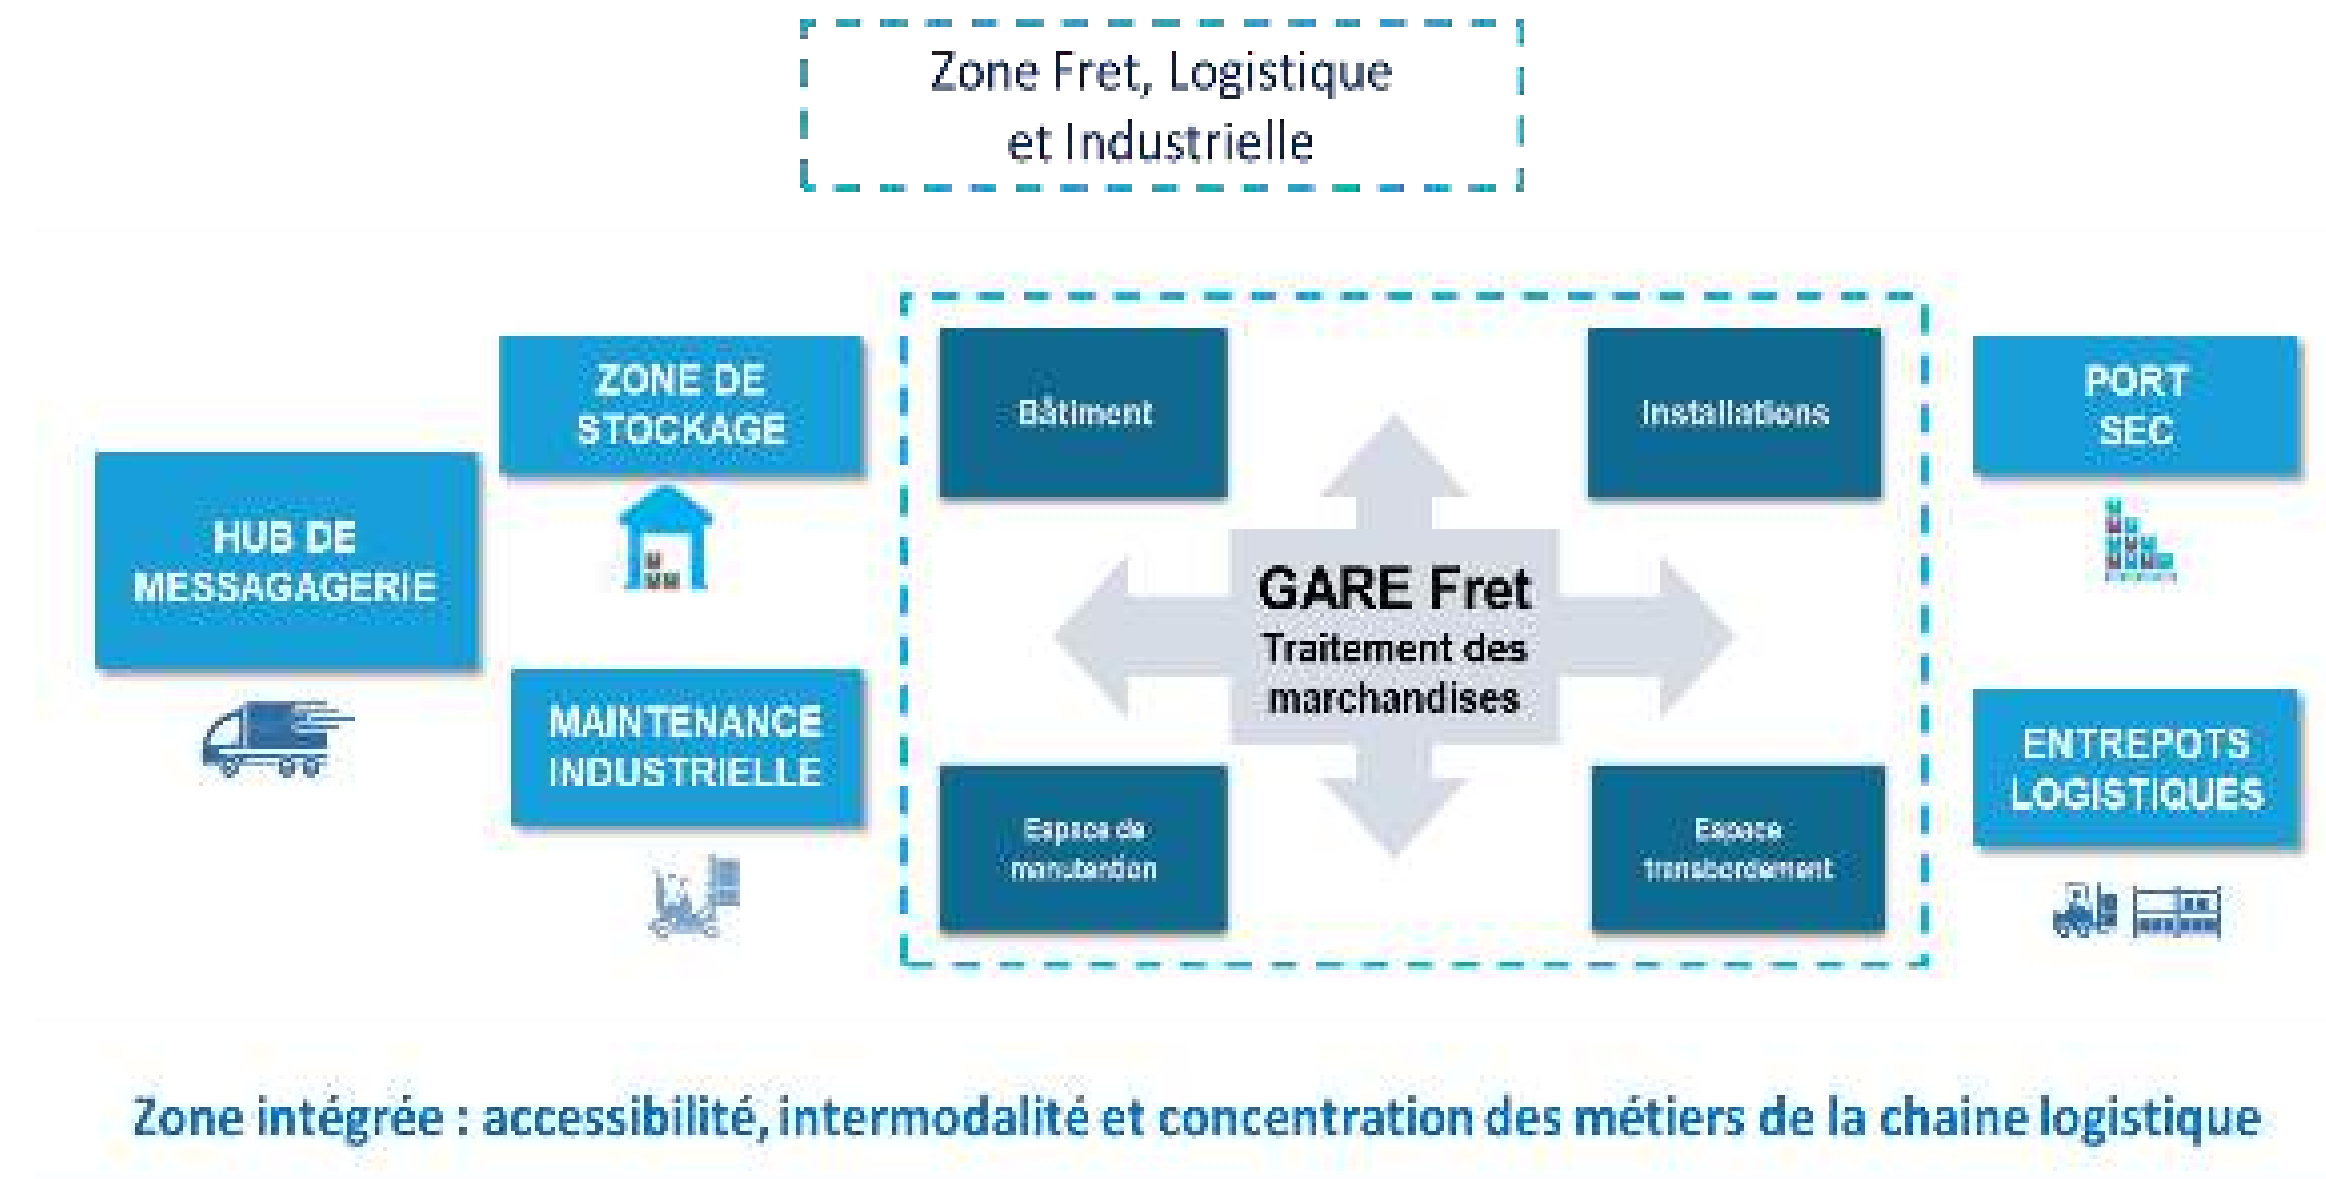 Zone Fret, Logistique
et Industrielle
ZONE DE
STOCKAGE
HUB DE
MESSAGAGERIE
MAINTENANCE
INDUSTRIELLE
Bâtiment
Installations
GARE Fret
Traitement des
marchandises
Espace de
manutention
Espace
transbordement
PORT
SEC
ENTREPOTS
LOGISTIQUES
Zone intégrée : accessibilité, intermodalité et concentration des métiers de la chaine logistique